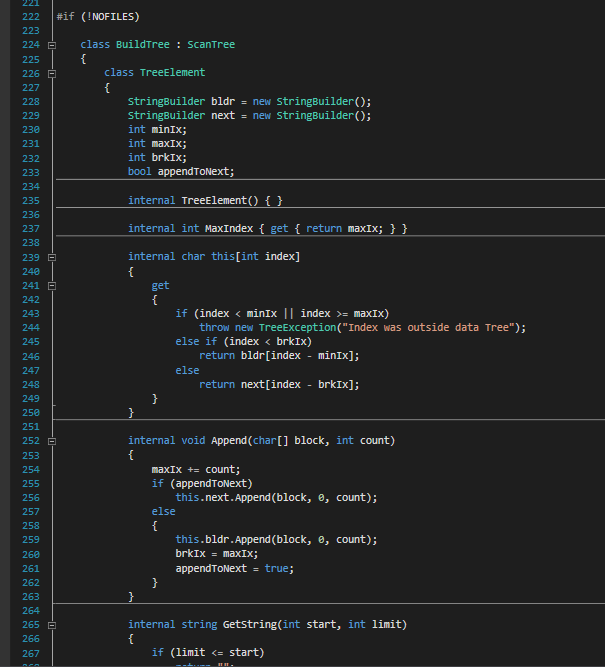 221
222 #if (!NOFILES)
223
224 class BuildTree : ScanTree
225 {
226 class TreeElement
227 {
228 StringBuilder bldr = new StringBuilder();
229 StringBuilder next = new StringBuilder();
230 int minIx;
231 int maxIx;
232 int brkIx;
233 bool appendToNext;
234
235 internal TreeElement() { }
236
237 internal int MaxIndex { get { return maxIx; } }
238
239 internal char this[int index]
240 {
241 get
242 {
243 if (index < minIx || index >= maxIx)
244 throw new TreeException("Index was outside data Tree");
245 else if (index < brkIx)
246 return bldr[index - minIx];
247 else
248 return next[index - brkIx];
249 }
250 }
251
252 internal void Append(char[] block, int count)
253 {
254 maxIx += count;
255 if (appendToNext)
256 this.next.Append(block, 0, count);
257 else
258 {
259 this.bldr.Append(block, 0, count);
260 brkIx = maxIx;
261 appendToNext = true;
262 }
263 }
264
265 internal string GetString(int start, int limit)
266 {
267 if (limit <= start)